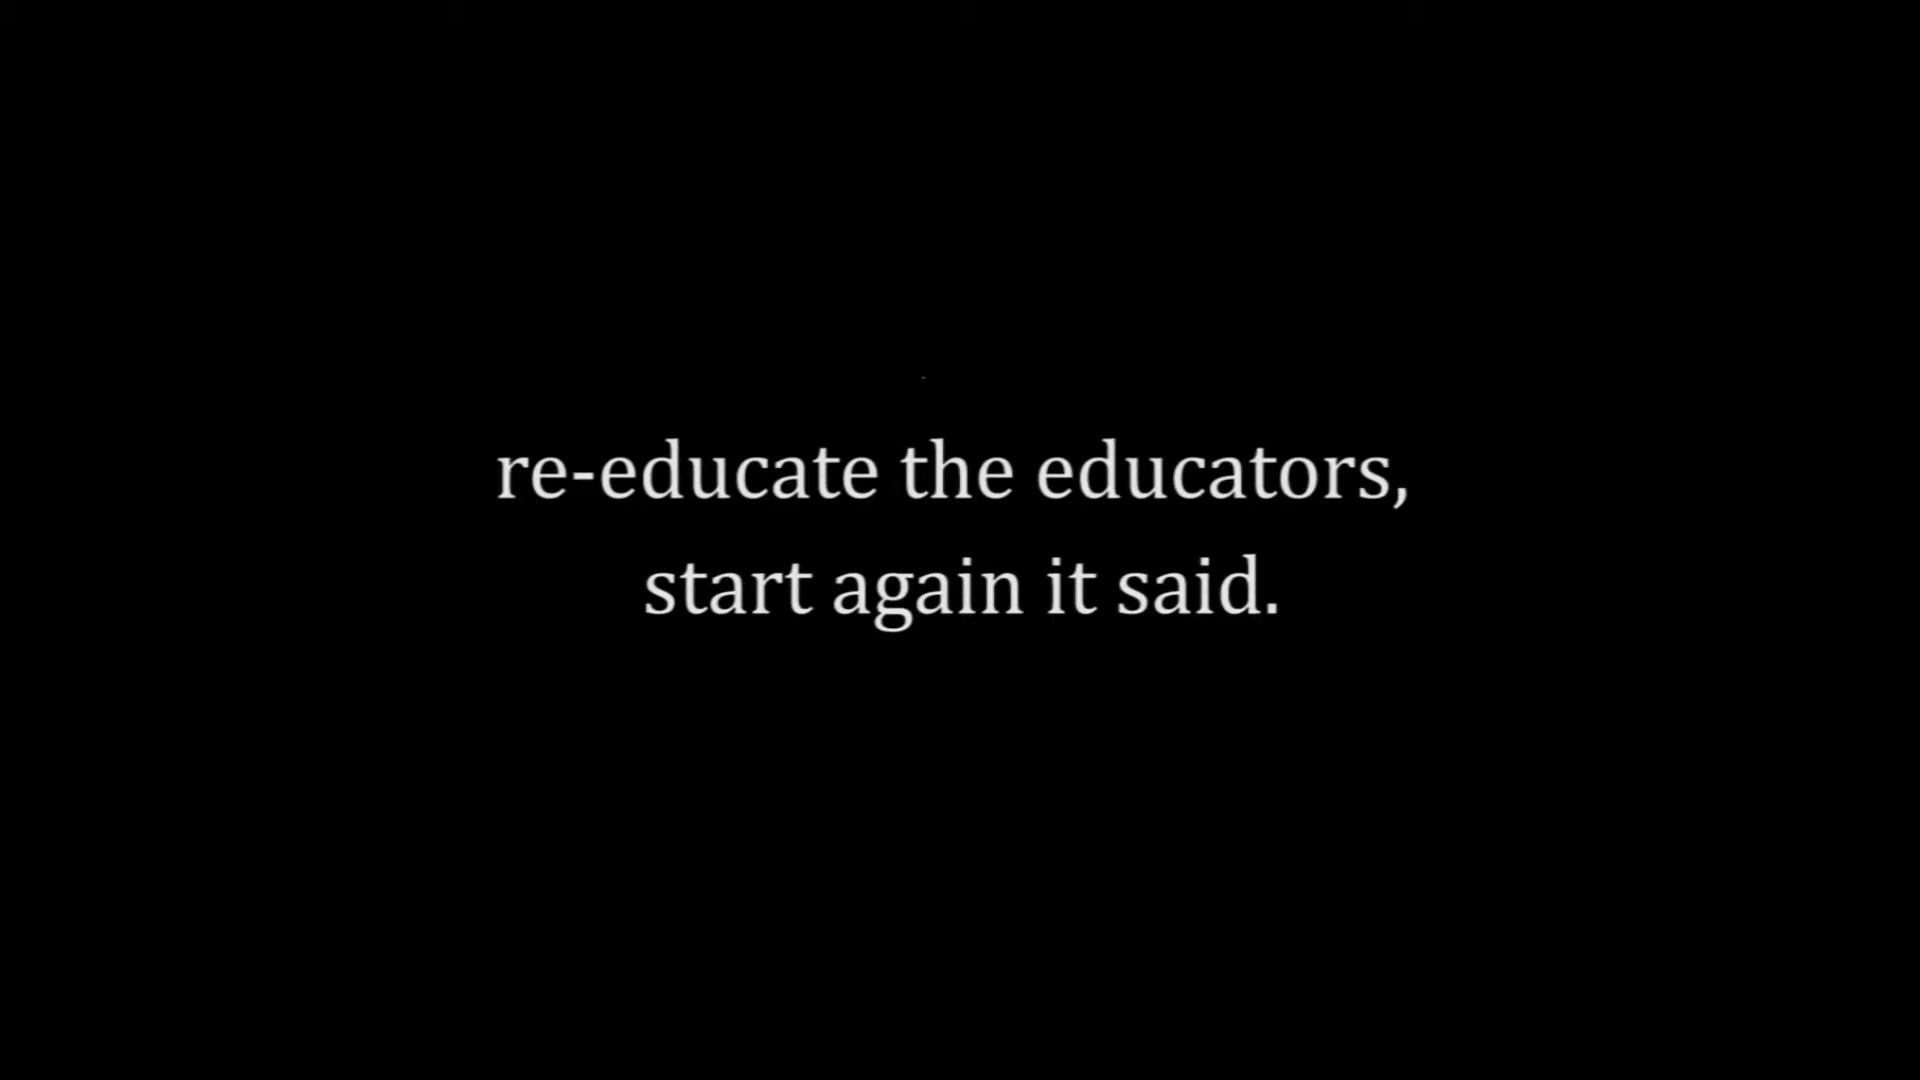 re-educate the educators,
start again it said.